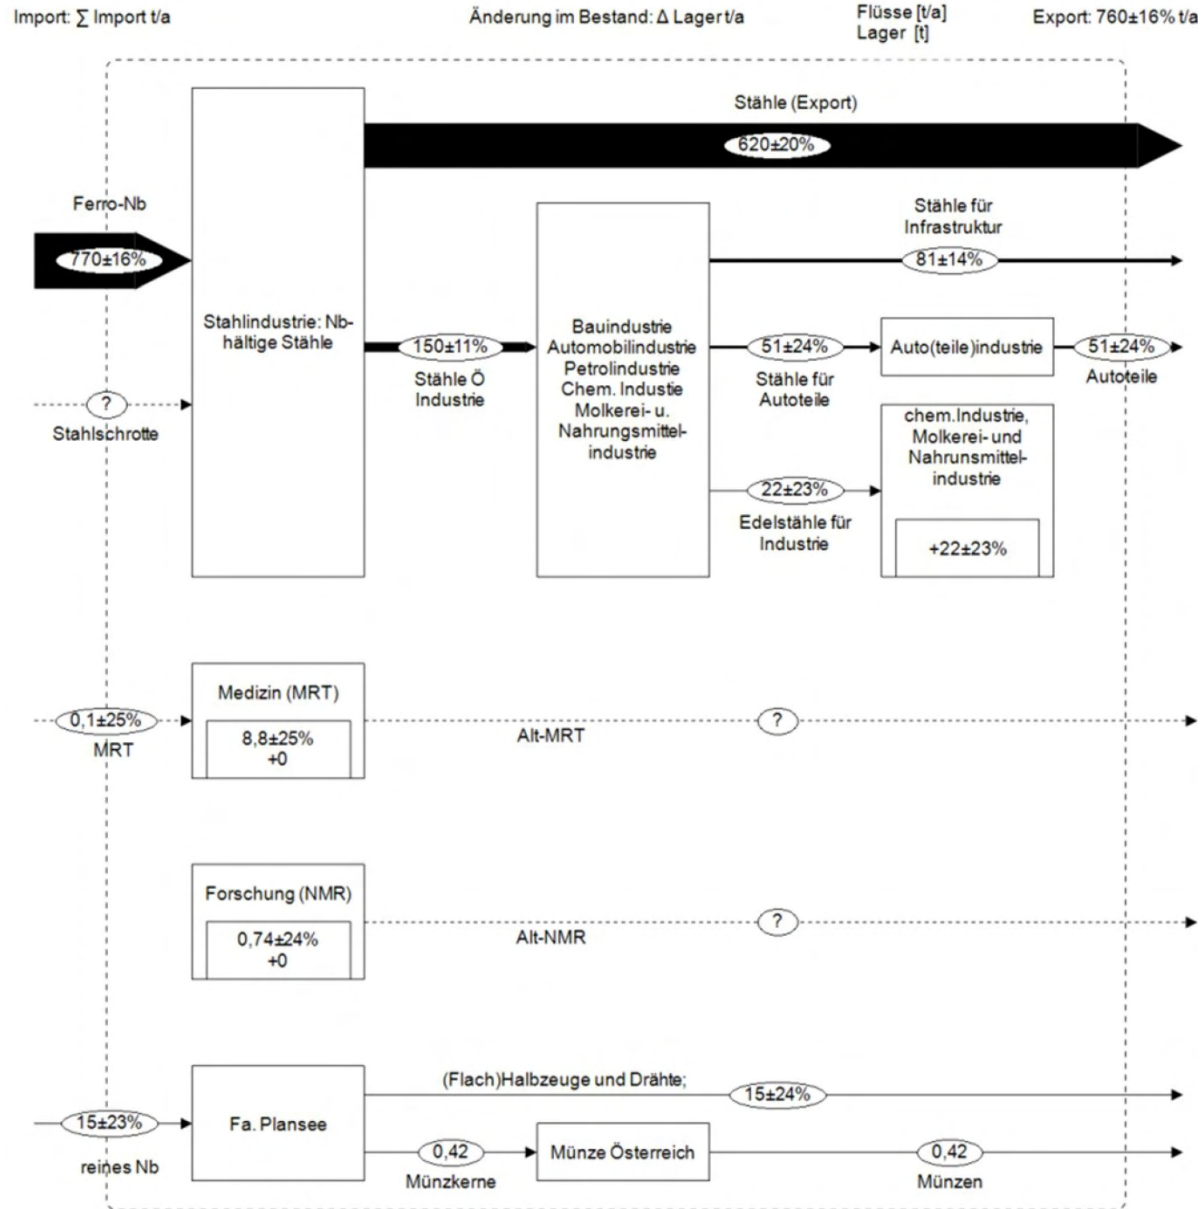 Import: ∑ Import t/a
Änderung im Bestand: Δ Lager t/a
Flüsse [t/a]
Lager [t]
Export: 760±16% t/a
Stähle (Export)
620±20%
Ferro-Nb
770±16%
Stahlindustrie: Nb-
hältige Stähle
?
Stahlschrotte
150±11%
Stähle Ö
Industrie
Bauindustrie
Automobilindustrie
Petrolindustrie
Chem. Industie
Molkerei- u.
Nahrungsmittel-
industrie
Stähle für
Infrastruktur
81±14%
51±24%
Stähle für
Autoteile
Auto(teile)industrie
51±24%
Autoteile
22±23%
Edelstähle für
Industrie
chem.Industrie,
Molkerei- und
Nahrunsmittel-
industrie
+22±23%
0,1±25%
MRT
Medizin (MRT)
8,8±25%
+0
Alt-MRT
?
Forschung (NMR)
0,74±24%
+0
Alt-NMR
?
15±23%
reines Nb
Fa. Plansee
(Flach)Halbzeuge und Drähte;
15±24%
0,42
Münzkerne
Münze Österreich
0,42
Münzen